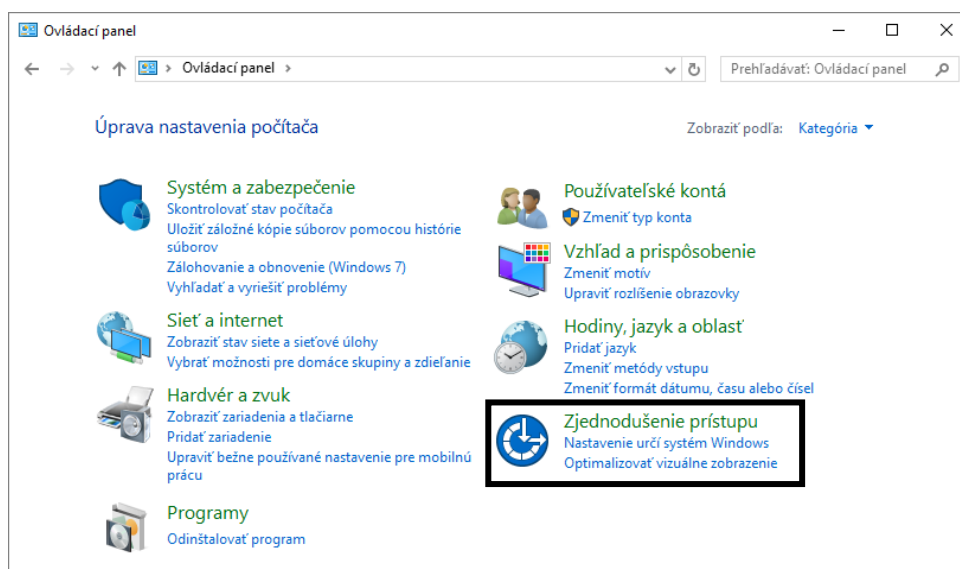 Ovládací panel
Ovládací panel
Prehľadávať: Ovládací panel
Úprava nastavenia počítača
Zobraziť podľa: Kategória
Systém a zabezpečenie
Skontrolovať stav počítača
Uložiť záložné kópie súborov pomocou histórie
súborov
Zálohovanie a obnovenie (Windows 7)
Vyhľadať a vyriešiť problémy
Sieť a internet
Zobraziť stav siete a sieťové úlohy
Vybrať možnosti pre domáce skupiny a zdieľanie
Hardvér a zvuk
Zobraziť zariadenia a tlačiarne
Pridať zariadenie
Upraviť bežne používané nastavenie pre mobilnú
prácu
Programy
Odinštalovať program
Používateľské kontá
Zmeniť typ konta
Vzhľad a prispôsobenie
Zmeniť motív
Upraviť rozlíšenie obrazovky
Hodiny, jazyk a oblasť
Pridať jazyk
Zmeniť metódy vstupu
Zmeniť formát dátumu, času alebo čísel
Zjednodušenie prístupu
Nastavenie určí systém Windows
Optimalizovať vizuálne zobrazenie